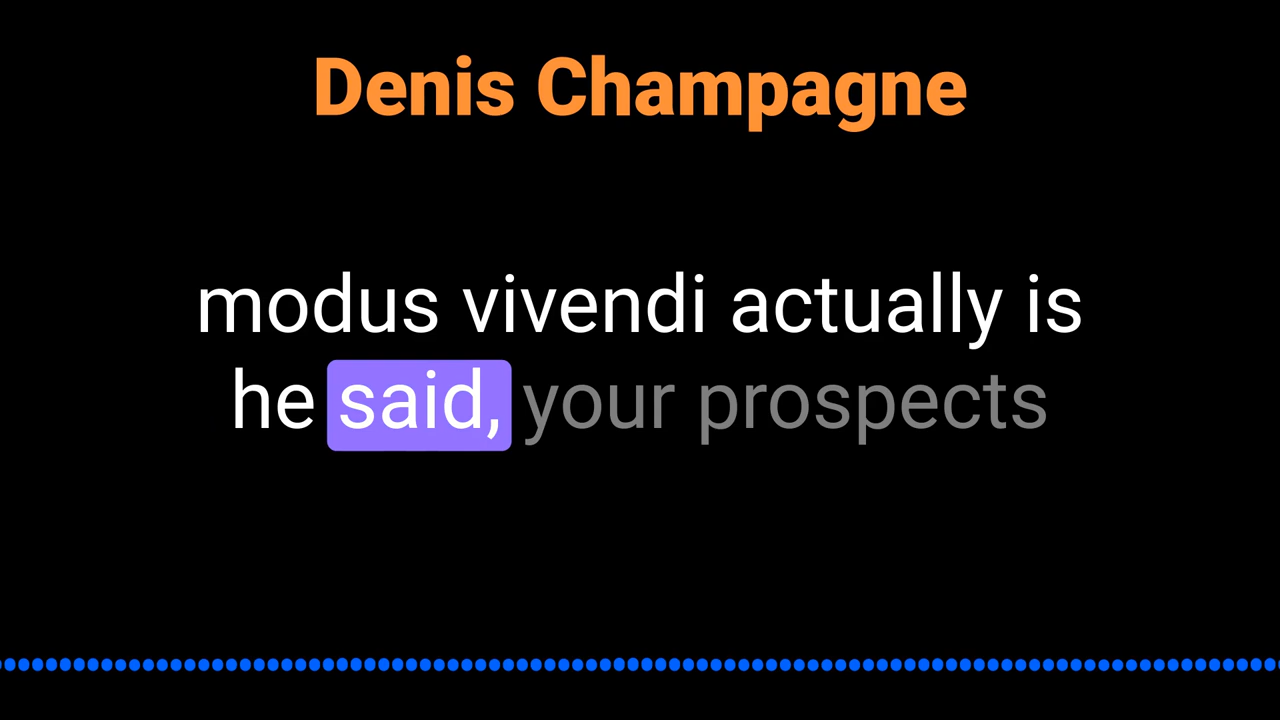 Denis Champagne
modus vivendi actually is
he said, your prospects